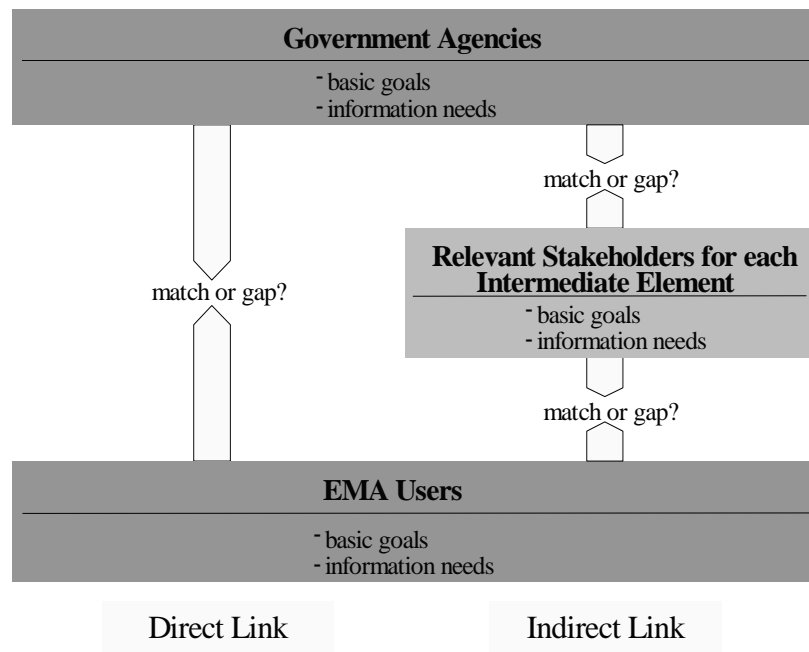 Government Agencies
- basic goals
- information needs
match or gap?
Relevant Stakeholders for each
Intermediate Element
- basic goals
- information needs
match or gap?
match or gap?
EMA Users
- basic goals
- information needs
Direct Link
Indirect Link